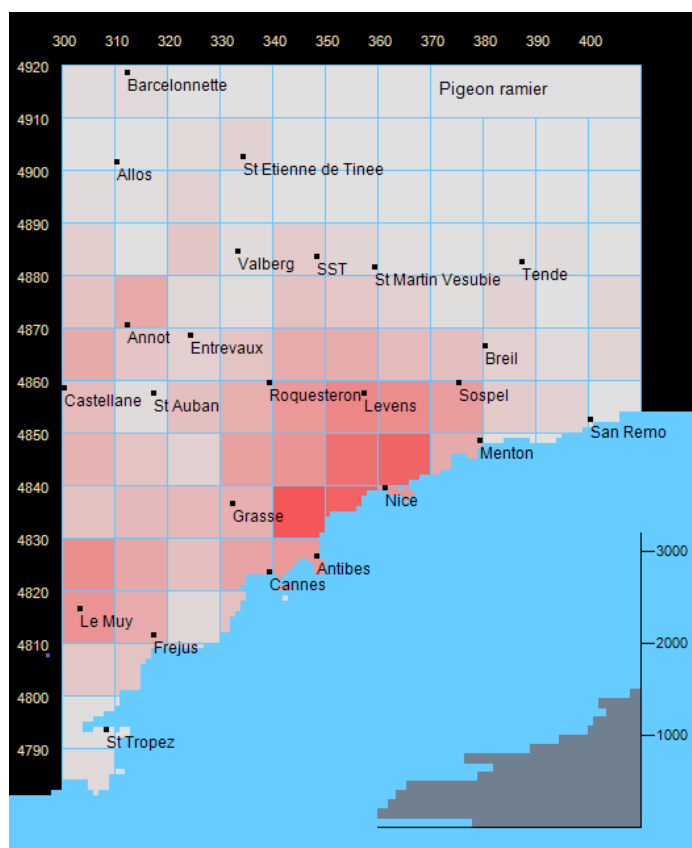 300 310 320 340 350 360 370 380 390 400
4920
Barcelonnette
Pigeon ramier
4910
4900
Allos
St Etienne de Tinee
4890
Valberg
SST
St Martin Vesubie
Tende
4880
4870
Annot
Entrevaux
Breil
4860
Castellane
St Auban
Roquesteron
Levens
Sospel
San Remo
4850
Menton
4840
Grasse
Nice
4830
3000
Antibes
Cannes
4820
Le Muy
Frejus
4810
2000
4800
St Tropez
4790
1000